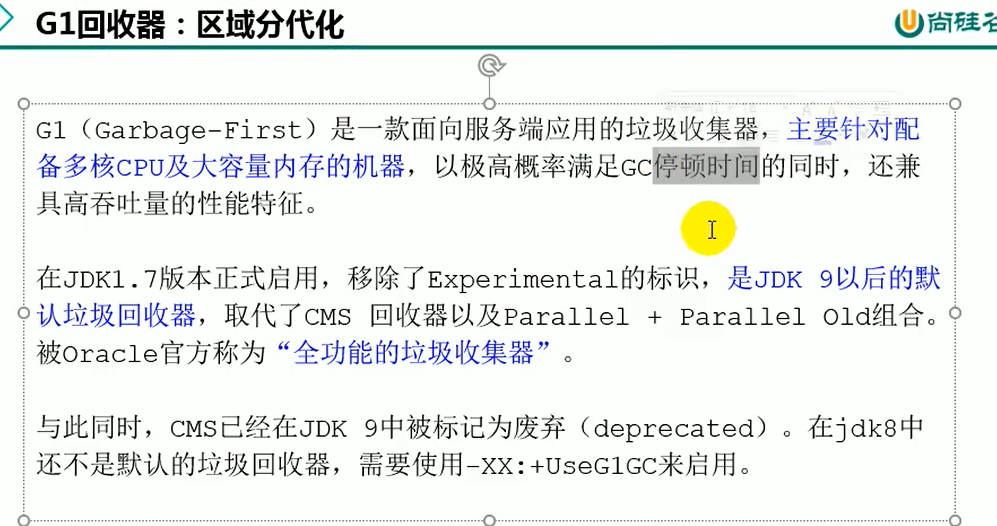 G1回收器：区域分代化
尚硅谷
G1（Garbage-First）是一款面向服务端应用的垃圾收集器，主要针对配
备多核CPU及大容量内存的机器，以极高概率满足GC停顿时间的同时，还兼
具高吞吐量的性能特征。
在JDK1.7版本正式启用，移除了Experimental的标识，是JDK 9以后的默
认垃圾回收器，取代了CMS 回收器以及Parallel + Parallel Old组合。
被Oracle官方称为“全功能的垃圾收集器”。
与此同时，CMS已经在JDK 9中被标记为废弃（deprecated）。在jdk8中
还不是默认的垃圾回收器，需要使用-XX:+UseG1GC来启用。